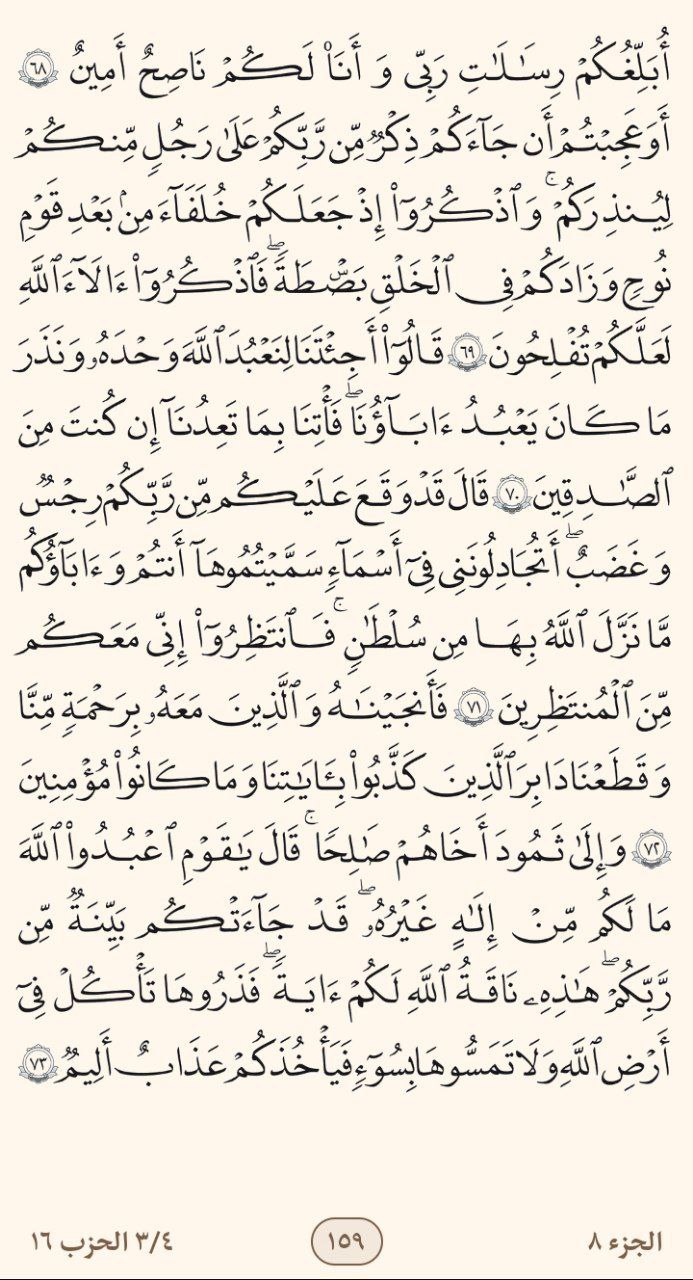 أُبَلِّغُكُمْ رِسَـٰلَـٰتِ رَبِّى وَأَنَا۠ لَكُمْ نَاصِحٌ أَمِينٌ ٦٨
أَوَعَجِبْتُمْ أَن جَآءَكُمْ ذِكْرٌ مِّن رَّبِّكُمْ عَلَىٰ رَجُلٍ مِّنكُمْ
لِيُنذِرَكُمْ ۚ وَٱذْكُرُوٓا۟ إِذْ جَعَلَكُمْ خُلَفَآءَ مِنۢ بَعْدِ قَوْمِ
نُوحٍ وَزَادَكُمْ فِى ٱلْخَلْقِ بَصْۜطَةً ۖ فَٱذْكُرُوٓا۟ ءَالَآءَ ٱللَّهِ
لَعَلَّكُمْ تُفْلِحُونَ ٦٩ قَالُوٓا۟ أَجِئْتَنَا لِنَعْبُدَ ٱللَّهَ وَحْدَهُۥ وَنَذَرَ
مَا كَانَ يَعْبُدُ ءَابَآؤُنَا ۖ فَأْتِنَا بِمَا تَعِدُنَآ إِن كُنتَ مِنَ
ٱلصَّـٰدِقِينَ ٧٠ قَالَ قَدْ وَقَعَ عَلَيْكُم مِّن رَّبِّكُمْ رِجْسٌ
وَغَضَبٌ ۖ أَتُجَـٰدِلُونَنِى فِىٓ أَسْمَآءٍ سَمَّيْتُمُوهَآ أَنتُمْ وَءَابَآؤُكُم
مَّا نَزَّلَ ٱللَّهُ بِهَا مِن سُلْطَـٰنٍ ۚ فَٱنتَظِرُوٓا۟ إِنِّى مَعَكُم
مِّنَ ٱلْمُنتَظِرِينَ ٧١ فَأَنجَيْنَـٰهُ وَٱلَّذِينَ مَعَهُۥ بِرَحْمَةٍ مِّنَّا
وَقَطَعْنَا دَابِرَ ٱلَّذِينَ كَذَّبُوا۟ بِـَٔايَـٰتِنَا وَمَا كَانُوا۟ مُؤْمِنِينَ
٧٢ وَإِلَىٰ ثَمُودَ أَخَاهُمْ صَـٰلِحًا ۚ قَالَ يَـٰقَوْمِ ٱعْبُدُوا۟ ٱللَّهَ
مَا لَكُم مِّنْ إِلَـٰهٍ غَيْرُهُۥ ۖ قَدْ جَآءَتْكُم بَيِّنَةٌ مِّن
رَّبِّكُمْ ۖ هَـٰذِهِۦ نَاقَةُ ٱللَّهِ لَكُمْ ءَايَةً ۖ فَذَرُوهَا تَأْكُلْ فِىٓ
أَرْضِ ٱللَّهِ وَلَا تَمَسُّوهَا بِسُوٓءٍ فَيَأْخُذَكُمْ عَذَابٌ أَلِيمٌ ٧٣
الجزء ٨ ١٥٩ ٣/٤ الحزب ١٦